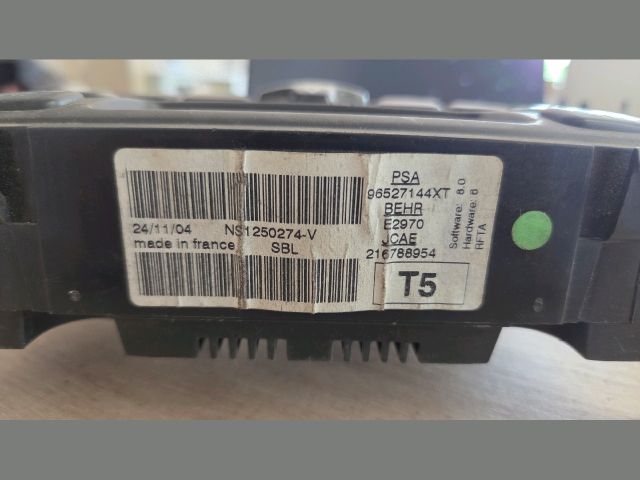 24/11/04
NS1250274-V
made in france
SBL
PSA
96527144XT
BEHR
E2970
JCAE
216788954
T5
Software: 8.0
Hardware: 6
RFTA